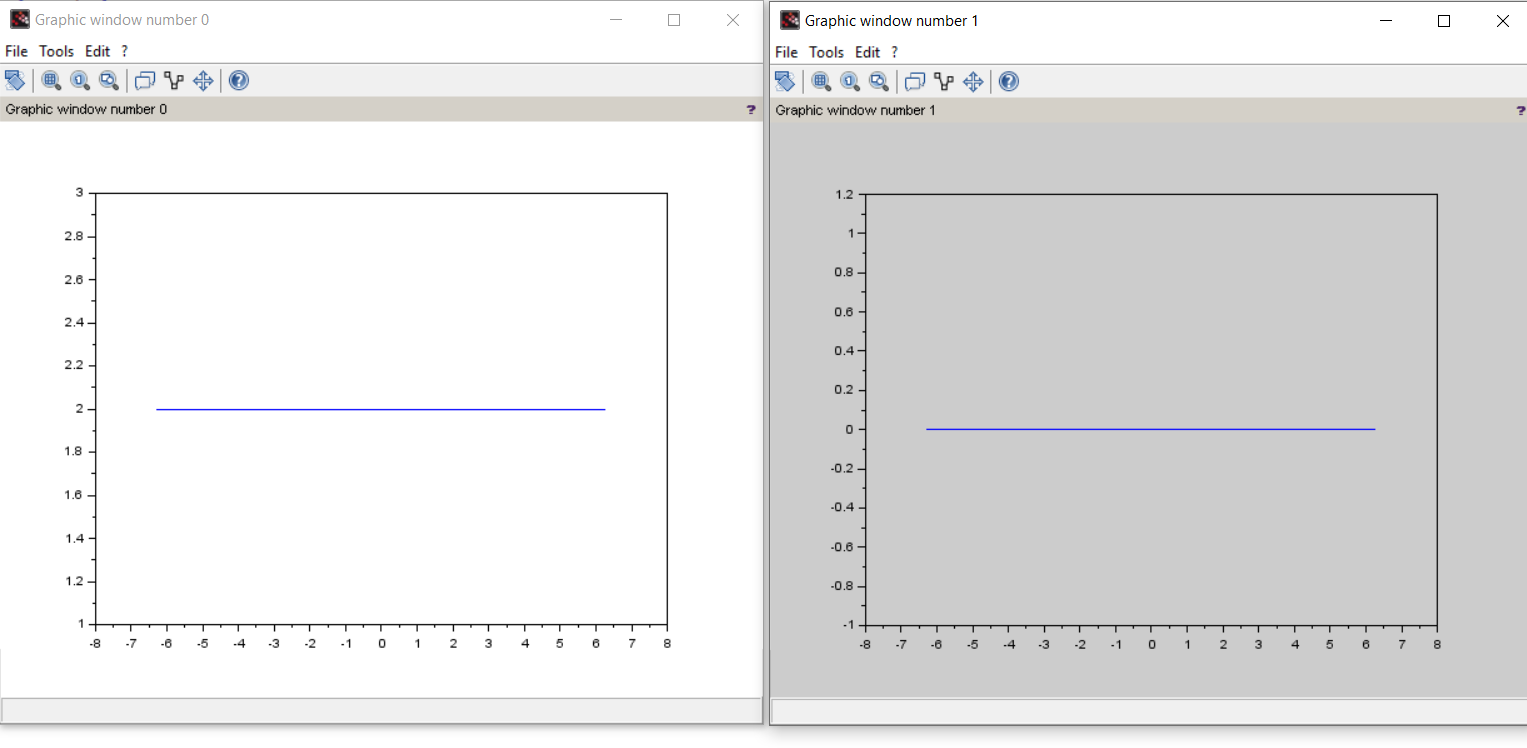 Graphic window number 0
File Tools Edit ?
Graphic window number 0 ?
3
2.8
2.6
2.4
2.2
2
1.8
1.6
1.4
1.2
1
-8 -7 -6 -5 -4 -3 -2 -1 0 1 2 3 4 5 6 7 8
Graphic window number 1
File Tools Edit ?
Graphic window number 1 ?
1.2
1
0.8
0.6
0.4
0.2
0
-0.2
-0.4
-0.6
-0.8
-1
-8 -7 -6 -5 -4 -3 -2 -1 0 1 2 3 4 5 6 7 8